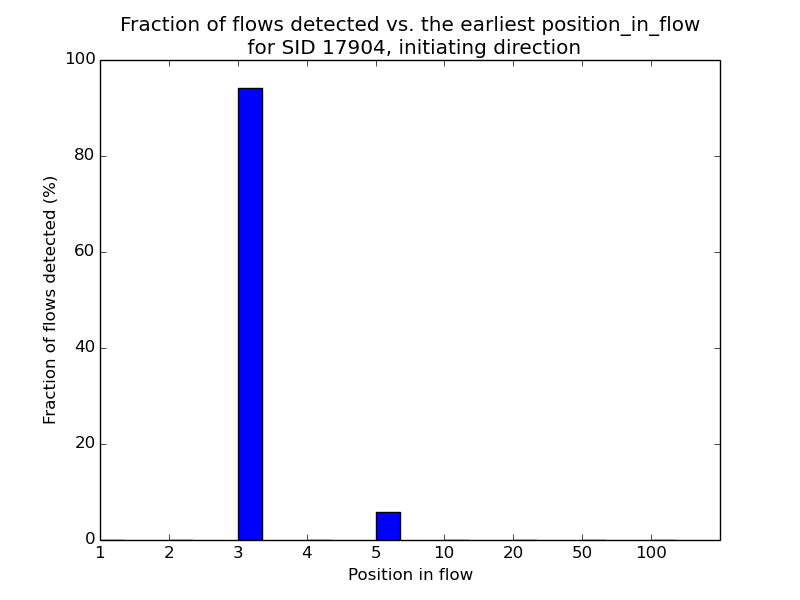 Fraction of flows detected vs. the earliest position_in_flow
for SID 17904, initiating direction
100
80
60
40
20
0
Fraction of flows detected (%)
1 2 3 4 5 10 20 50 100
Position in flow